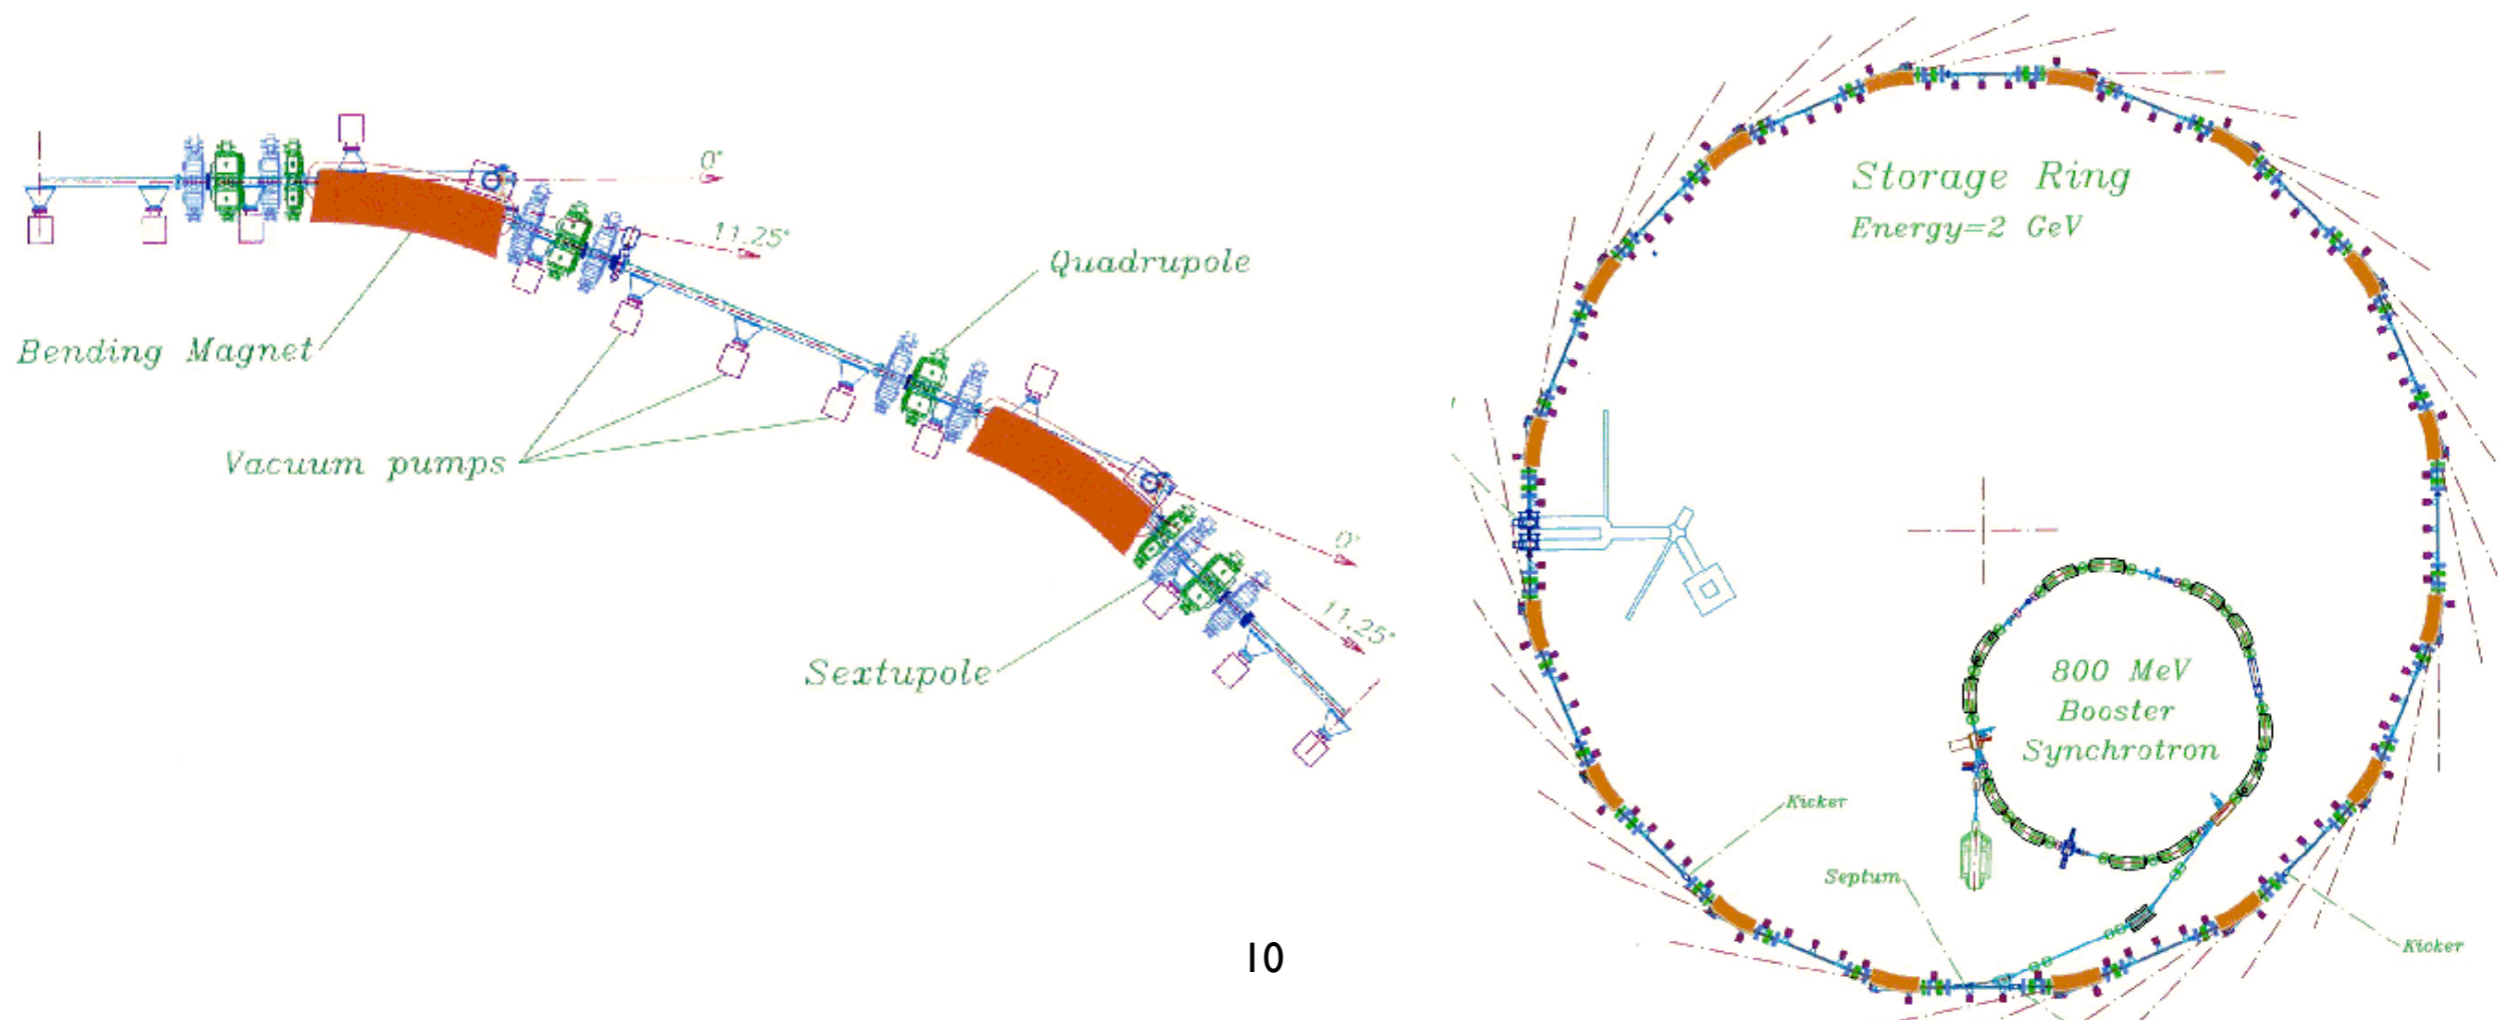 0°
11.25°
Quadrupole
Bending Magnet
Vacuum pumps
0°
11.25°
Sextupole
10
Storage Ring
Energy=2 GeV
800 MeV
Booster
Synchrotron
Kicker
Septum
Kicker